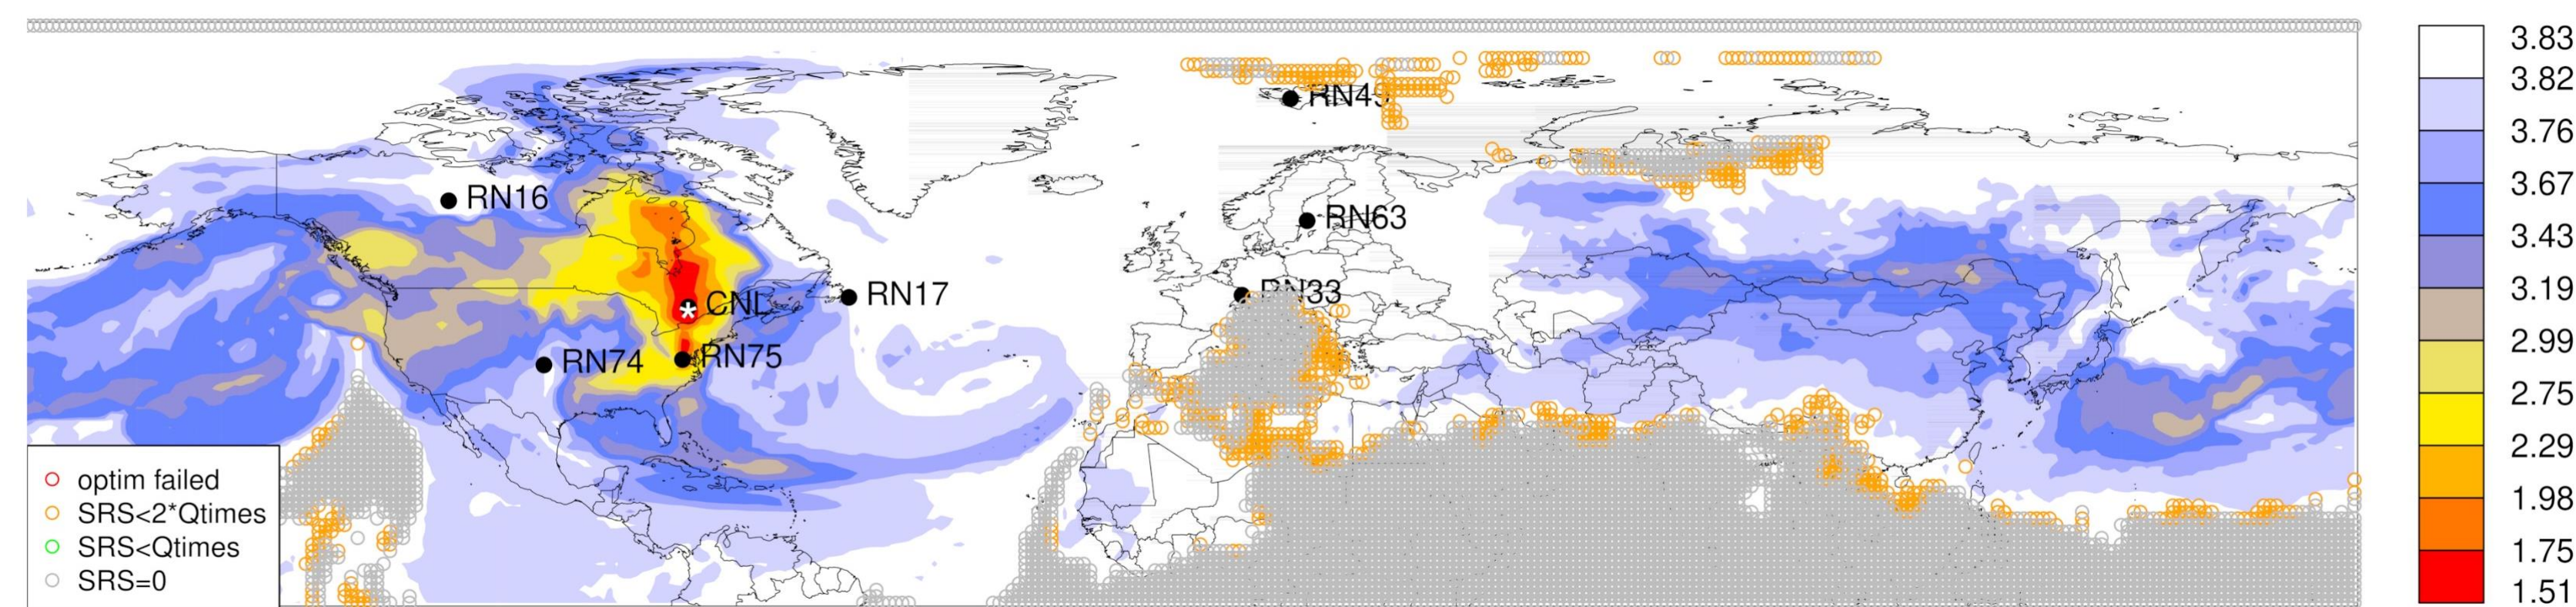 3.83
3.82
RN49
3.76
3.67
RN16
RN63
3.43
RN33
RN17
3.19
CNL
2.99
RN74
RN75
2.75
2.29
optim failed
1.98
SRS<2*Qtimes
SRS<Qtimes
1.75
SRS=0
1.51